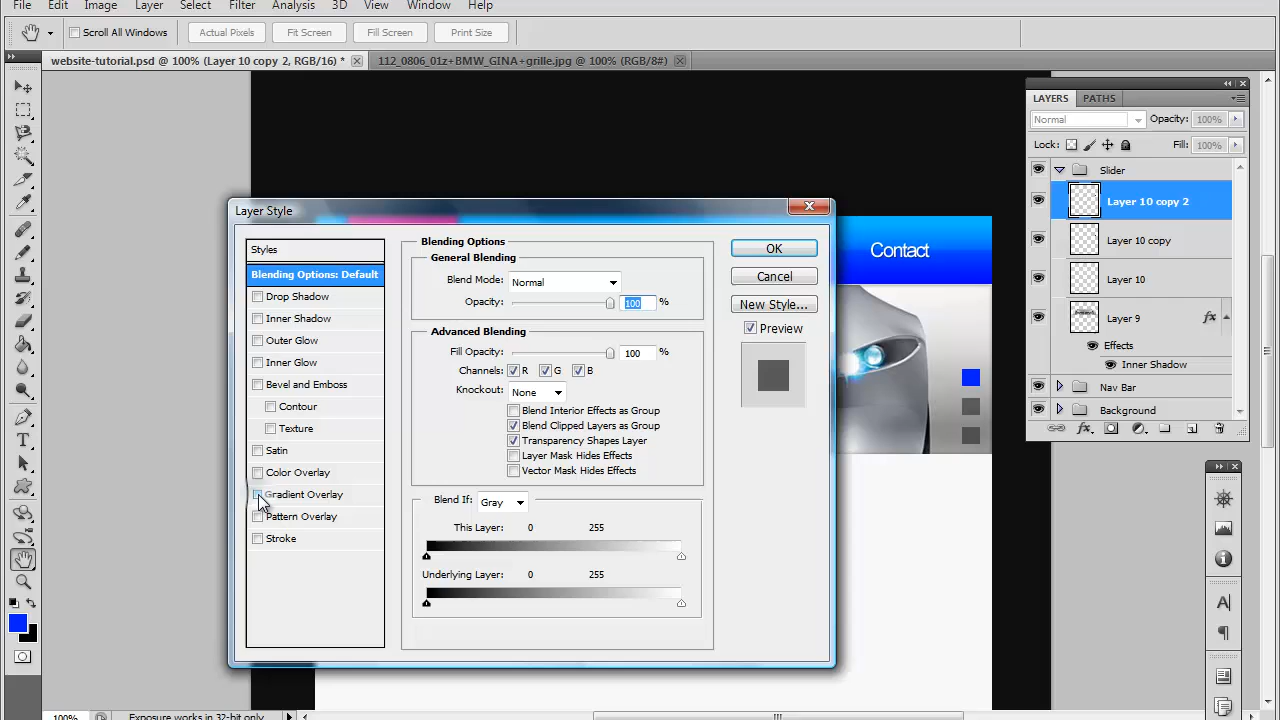 File Edit Image Layer Select Filter Analysis 3D View Window Help
Scroll All Windows Actual Pixels Fit Screen Fill Screen Print Size
website-tutorial.psd @ 100% (Layer 10 copy 2, RGB/16) * 112_0806_01z+BMW_GINA+grille.jpg @ 100% (RGB/8#)
LAYERS PATHS
Normal Opacity: 100%
Lock: Fill: 100%
Slider
Layer 10 copy 2
Layer 10 copy
Layer 10
Layer 9 fx
Effects
Inner Shadow
Nav Bar
Background
fx
Contact
Layer Style
Styles
Blending Options: Default
Drop Shadow
Inner Shadow
Outer Glow
Inner Glow
Bevel and Emboss
Contour
Texture
Satin
Color Overlay
Gradient Overlay
Pattern Overlay
Stroke
Blending Options
General Blending
Blend Mode: Normal
Opacity: 100 %
Advanced Blending
Fill Opacity: 100 %
Channels: R G B
Knockout: None
Blend Interior Effects as Group
Blend Clipped Layers as Group
Transparency Shapes Layer
Layer Mask Hides Effects
Vector Mask Hides Effects
Blend If: Gray
This Layer: 0 255
Underlying Layer: 0 255
OK
Cancel
New Style...
Preview
T
A
100% Exposure works in 32-bit only